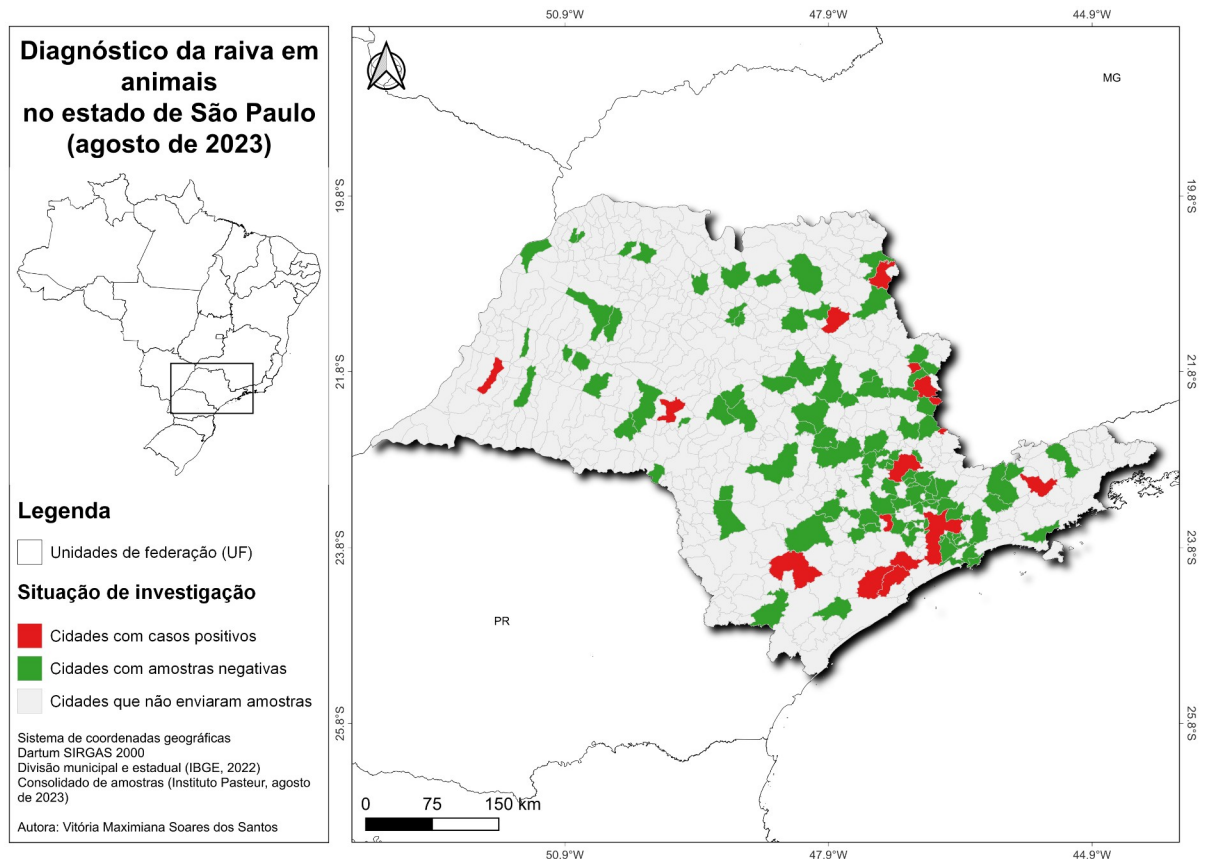 Diagnóstico da raiva em
animais
no estado de São Paulo
(agosto de 2023)
Legenda
Unidades de federação (UF)
Situação de investigação
Cidades com casos positivos
Cidades com amostras negativas
Cidades que não enviaram amostras
Sistema de coordenadas geográficas
Dartum SIRGAS 2000
Divisão municipal e estadual (IBGE, 2022)
Consolidado de amostras (Instituto Pasteur, agosto
de 2023)
Autora: Vitória Maximiana Soares dos Santos
50.9°W
47.9°W
44.9°W
MG
19.8°S
19.8°S
21.8°S
21.8°S
23.8°S
23.8°S
PR
25.8°S
25.8°S
0
75
150 km
50.9°W
47.9°W
44.9°W